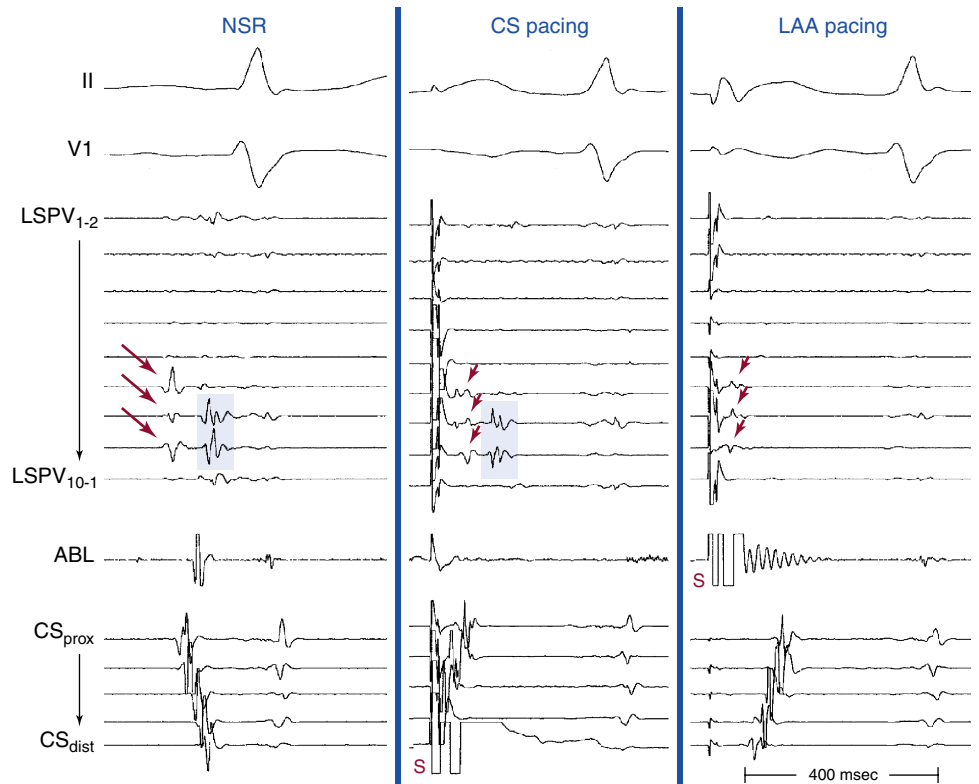 NSR
CS pacing
LAA pacing
II
V1
LSPV1-2
LSPV10-1
ABL
S
CSprox
CSdist
S
400 msec